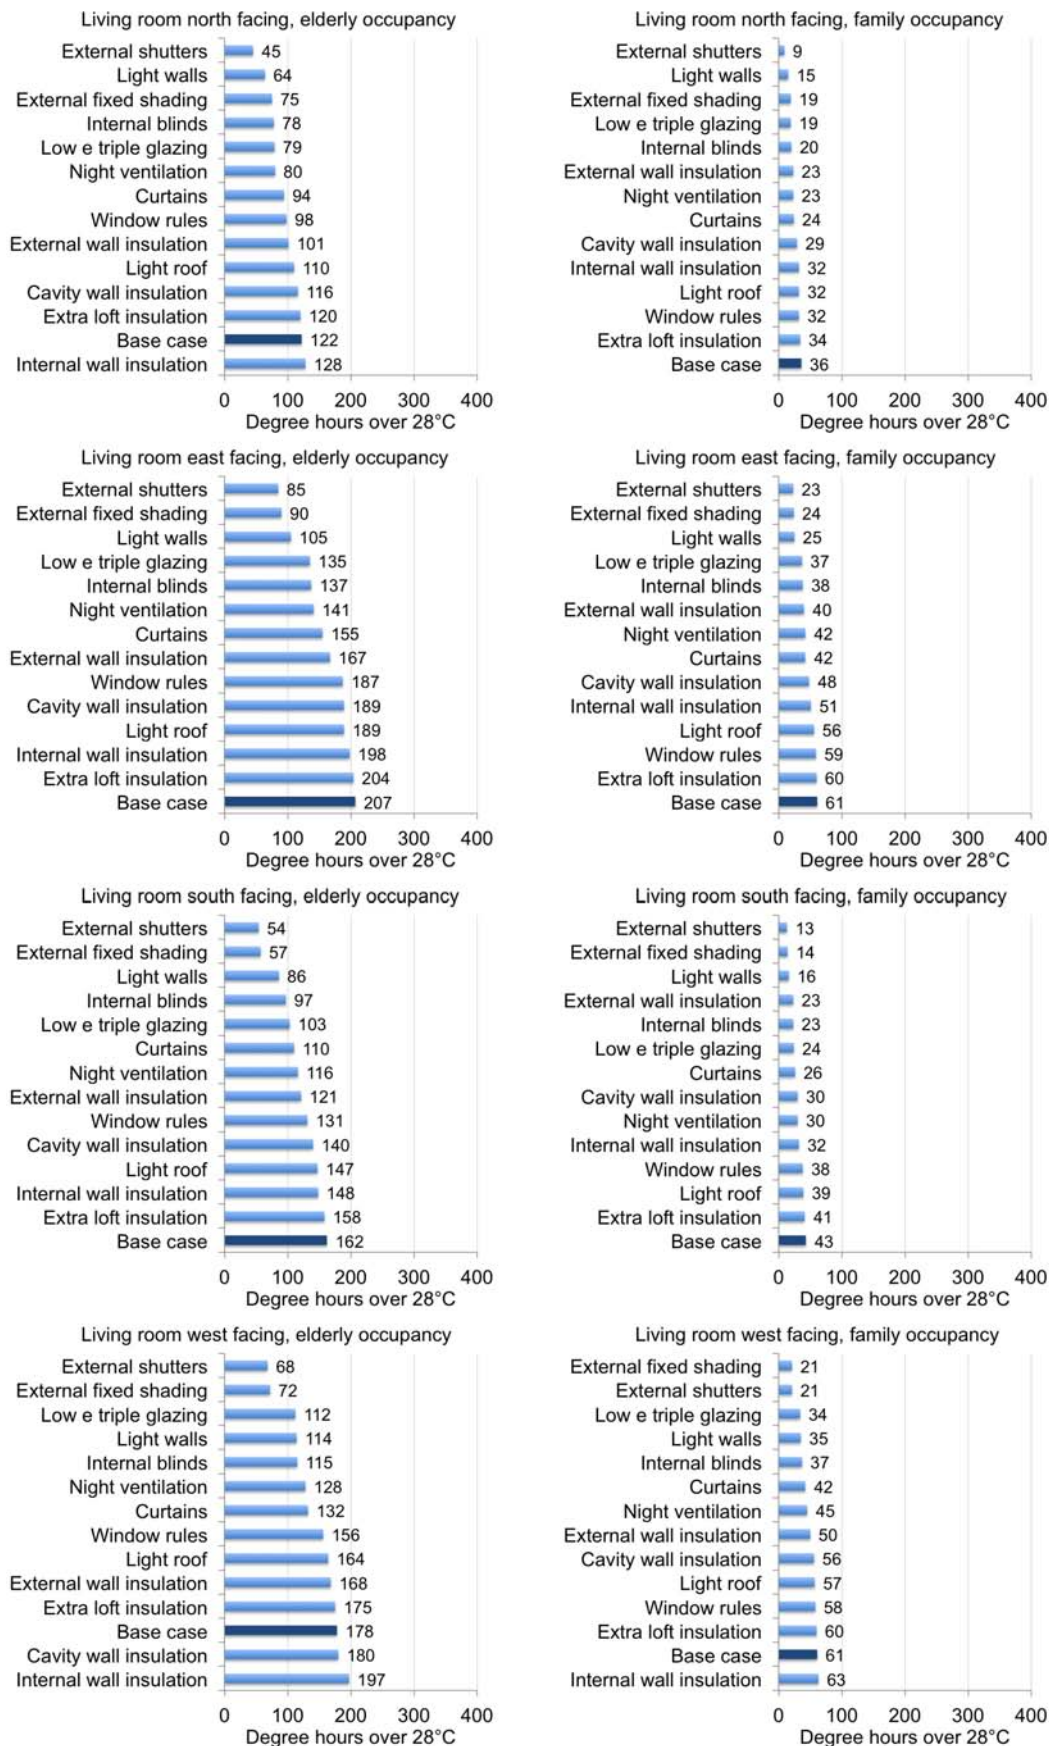 Living room north facing, elderly occupancy
External shutters 45
Light walls 64
External fixed shading 75
Internal blinds 78
Low e triple glazing 79
Night ventilation 80
Curtains 94
Window rules 98
External wall insulation 101
Light roof 110
Cavity wall insulation 116
Extra loft insulation 120
Base case 122
Internal wall insulation 128
0 100 200 300 400
Degree hours over 28°C
Living room north facing, family occupancy
External shutters 9
Light walls 15
External fixed shading 19
Low e triple glazing 19
Internal blinds 20
External wall insulation 23
Night ventilation 23
Curtains 24
Cavity wall insulation 29
Internal wall insulation 32
Light roof 32
Window rules 32
Extra loft insulation 34
Base case 36
0 100 200 300 400
Degree hours over 28°C
Living room east facing, elderly occupancy
External shutters 85
External fixed shading 90
Light walls 105
Low e triple glazing 135
Internal blinds 137
Night ventilation 141
Curtains 155
External wall insulation 167
Window rules 187
Cavity wall insulation 189
Light roof 189
Internal wall insulation 198
Extra loft insulation 204
Base case 207
0 100 200 300 400
Degree hours over 28°C
Living room east facing, family occupancy
External shutters 23
External fixed shading 24
Light walls 25
Low e triple glazing 37
Internal blinds 38
External wall insulation 40
Night ventilation 42
Curtains 42
Cavity wall insulation 48
Internal wall insulation 51
Light roof 56
Window rules 59
Extra loft insulation 60
Base case 61
0 100 200 300 400
Degree hours over 28°C
Living room south facing, elderly occupancy
External shutters 54
External fixed shading 57
Light walls 86
Internal blinds 97
Low e triple glazing 103
Curtains 110
Night ventilation 116
External wall insulation 121
Window rules 131
Cavity wall insulation 140
Light roof 147
Internal wall insulation 148
Extra loft insulation 158
Base case 162
0 100 200 300 400
Degree hours over 28°C
Living room south facing, family occupancy
External shutters 13
External fixed shading 14
Light walls 16
External wall insulation 23
Internal blinds 23
Low e triple glazing 24
Curtains 26
Cavity wall insulation 30
Night ventilation 30
Internal wall insulation 32
Window rules 38
Light roof 39
Extra loft insulation 41
Base case 43
0 100 200 300 400
Degree hours over 28°C
Living room west facing, elderly occupancy
External shutters 68
External fixed shading 72
Low e triple glazing 112
Light walls 114
Internal blinds 115
Night ventilation 128
Curtains 132
Window rules 156
Light roof 164
External wall insulation 168
Extra loft insulation 175
Base case 178
Cavity wall insulation 180
Internal wall insulation 197
0 100 200 300 400
Degree hours over 28°C
Living room west facing, family occupancy
External fixed shading 21
External shutters 21
Low e triple glazing 34
Light walls 35
Internal blinds 37
Curtains 42
Night ventilation 45
External wall insulation 50
Cavity wall insulation 56
Light roof 57
Window rules 58
Extra loft insulation 60
Base case 61
Internal wall insulation 63
0 100 200 300 400
Degree hours over 28°C